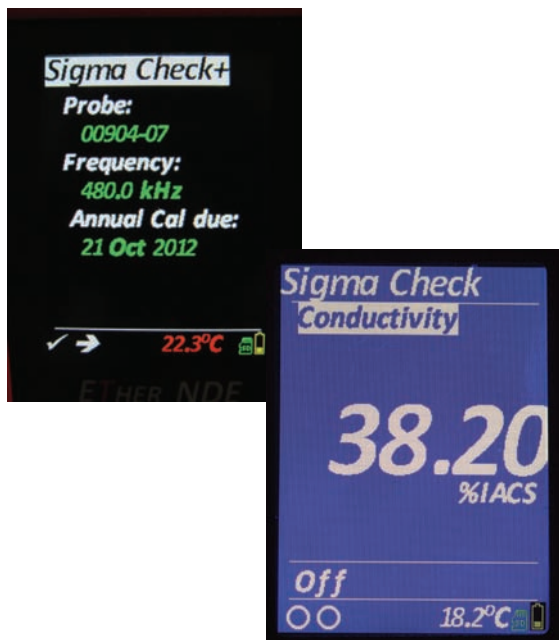 Sigma Check+
Probe:
00904-07
Frequency:
480.0 kHz
Annual Cal due:
21 Oct 2012
22.3°C
ETHER NDE
Sigma Check
Conductivity
38.20
%IACS
Off
18.2°C